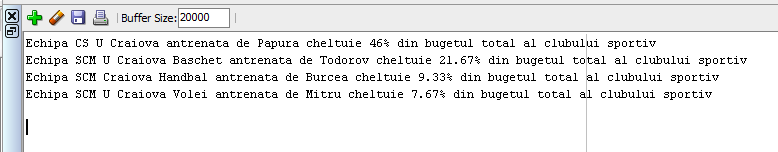 Buffer Size: 20000
Echipa CS U Craiova antrenata de Papura cheltuie 46% din bugetul total al clubului sportiv
Echipa SCM U Craiova Baschet antrenata de Todorov cheltuie 21.67% din bugetul total al clubului sportiv
Echipa SCM Craiova Handbal antrenata de Burcea cheltuie 9.33% din bugetul total al clubului sportiv
Echipa SCM U Craiova Volei antrenata de Mitru cheltuie 7.67% din bugetul total al clubului sportiv